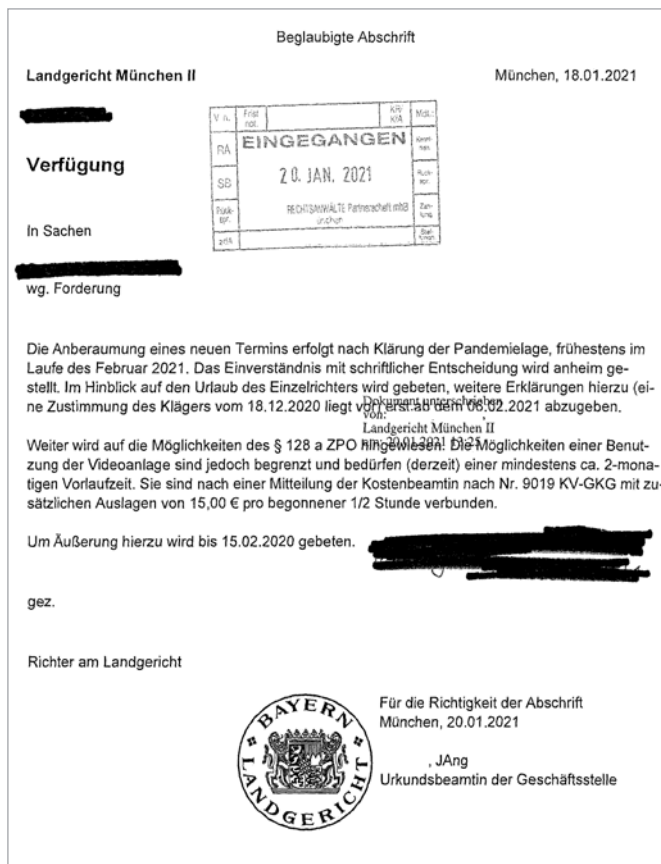 Beglaubigte Abschrift
Landgericht München II
München, 18.01.2021
Verfügung
EINGEGANGEN
20. JAN. 2021
RECHTSANWÄLTE Partnerschaft mbB
RA
SB
In Sachen
wg. Forderung
Die Anberaumung eines neuen Termins erfolgt nach Klärung der Pandemielage, frühestens im
Laufe des Februar 2021. Das Einverständnis mit schriftlicher Entscheidung wird anheim ge-
stellt. Im Hinblick auf den Urlaub des Einzelrichters wird gebeten, weitere Erklärungen hierzu (ei-
ne Zustimmung des Klägers vom 18.12.2020 liegt vor) erst ab dem 06.02.2021 abzugeben.
Dokument unterschrieben
von:
Landgericht München II
am: 20.01.2021 13:25
Weiter wird auf die Möglichkeiten des § 128 a ZPO hingewiesen. Die Möglichkeiten einer Benut-
zung der Videoanlage sind jedoch begrenzt und bedürfen (derzeit) einer mindestens ca. 2-mona-
tigen Vorlaufzeit. Sie sind nach einer Mitteilung der Kostenbeamtin nach Nr. 9019 KV-GKG mit zu-
sätzlichen Auslagen von 15,00 € pro begonnener 1/2 Stunde verbunden.
Um Äußerung hierzu wird bis 15.02.2020 gebeten.
gez.
Richter am Landgericht
BAYERN
LANDGERICHT
Für die Richtigkeit der Abschrift
München, 20.01.2021
, JAng
Urkundsbeamtin der Geschäftsstelle